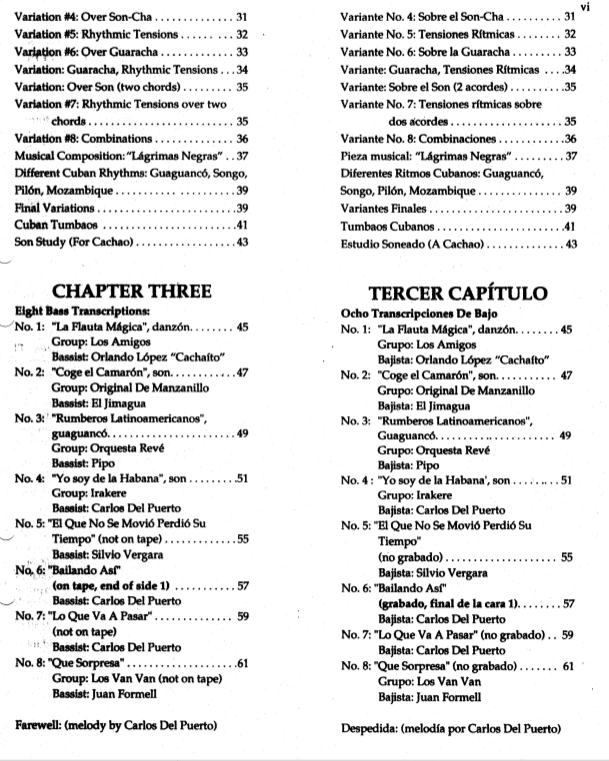 vi
Variation #4: Over Son-Cha . . . . . . . . . . . . . 31
Variation #5: Rhythmic Tensions . . . . . . . 32
Variation #6: Over Guaracha . . . . . . . . . . 33
Variation: Guaracha, Rhythmic Tensions . . .34
Variation: Over Son (two chords) . . . . . . . . . 35
Variation #7: Rhythmic Tensions over two
chords . . . . . . . . . . . . . . . . . . . . . . . 35
Variation #8: Combinations . . . . . . . . . . . . . 36
Musical Composition: "Lágrimas Negras" . . 37
Different Cuban Rhythms: Guaguancó, Songo,
Pilón, Mozambique . . . . . . . . . . . . . . . . . . .39
Final Variations . . . . . . . . . . . . . . . . . . . . . .39
Cuban Tumbaos . . . . . . . . . . . . . . . . . . . . .41
Son Study (For Cachao) . . . . . . . . . . . . . . . .43
CHAPTER THREE
Eight Bass Transcriptions:
No. 1: "La Flauta Mágica", danzón. . . . . . . . 45
Group: Los Amigos
Bassist: Orlando López "Cachaíto"
No. 2: "Coge el Camarón", son. . . . . . . . . . . .47
Group: Original De Manzanillo
Bassist: El Jimagua
No. 3: "Rumberos Latinoamericanos",
guaguancó. . . . . . . . . . . . . . . . . . . . .49
Group: Orquesta Revé
Bassist: Pipo
No. 4: "Yo soy de la Habana", son . . . . . . . . .51
Group: Irakere
Bassist: Carlos Del Puerto
No. 5: "El Que No Se Movió Perdió Su
Tiempo" (not on tape) . . . . . . . . . . . . .55
Bassist: Silvio Vergara
No. 6: "Bailando Así"
(on tape, end of side 1) . . . . . . . . . . . . 57
Bassist: Carlos Del Puerto
No. 7: "Lo Que Va A Pasar" . . . . . . . . . . . . . . 59
(not on tape)
Bassist: Carlos Del Puerto
No. 8: "Que Sorpresa" . . . . . . . . . . . . . . . . . . .61
Group: Los Van Van (not on tape)
Bassist: Juan Formell
Farewell: (melody by Carlos Del Puerto)
Variante No. 4: Sobre el Son-Cha . . . . . . . . . . 31
Variante No. 5: Tensiones Rítmicas . . . . . . . . 32
Variante No. 6: Sobre la Guaracha . . . . . . . . . 33
Variante: Guaracha, Tensiones Rítmicas . . . .34
Variante: Sobre el Son (2 acordes) . . . . . . . . . .35
Variante No. 7: Tensiones rítmicas sobre
dos acordes . . . . . . . . . . . . . . . . . . . 35
Variante No. 8: Combinaciones . . . . . . . . . . . .36
Pieza musical: "Lágrimas Negras" . . . . . . . . . .37
Diferentes Ritmos Cubanos: Guaguancó,
Songo, Pilón, Mozambique . . . . . . . . . . . . . . 39
Variantes Finales . . . . . . . . . . . . . . . . . . . . . . 39
Tumbaos Cubanos . . . . . . . . . . . . . . . . . . . . .41
Estudio Soneado (A Cachao) . . . . . . . . . . . . . 43
TERCER CAPÍTULO
Ocho Transcripciones De Bajo
No. 1: "La Flauta Mágica", danzón. . . . . . . . . 45
Grupo: Los Amigos
Bajista: Orlando López "Cachaíto"
No. 2: "Coge el Camarón", son. . . . . . . . . . . 47
Grupo: Original De Manzanillo
Bajista: El Jimagua
No. 3: "Rumberos Latinoamericanos",
Guaguancó. . . . . . . . . . . . . . . . . . . . . 49
Grupo: Orquesta Revé
Bajista: Pipo
No. 4 : "Yo soy de la Habana', son . . . . . . . . . 51
Grupo: Irakere
Bajista: Carlos Del Puerto
No. 5: "El Que No Se Movió Perdió Su
Tiempo"
(no grabado) . . . . . . . . . . . . . . . . . . . 55
Bajista: Silvio Vergara
No. 6: "Bailando Así"
(grabado, final de la cara 1). . . . . . . . 57
Bajista: Carlos Del Puerto
No. 7: "Lo Que Va A Pasar" (no grabado) . . 59
Bajista: Carlos Del Puerto
No. 8: "Que Sorpresa" (no grabado) . . . . . . . 61
Grupo: Los Van Van
Bajista: Juan Formell
Despedida: (melodía por Carlos Del Puerto)